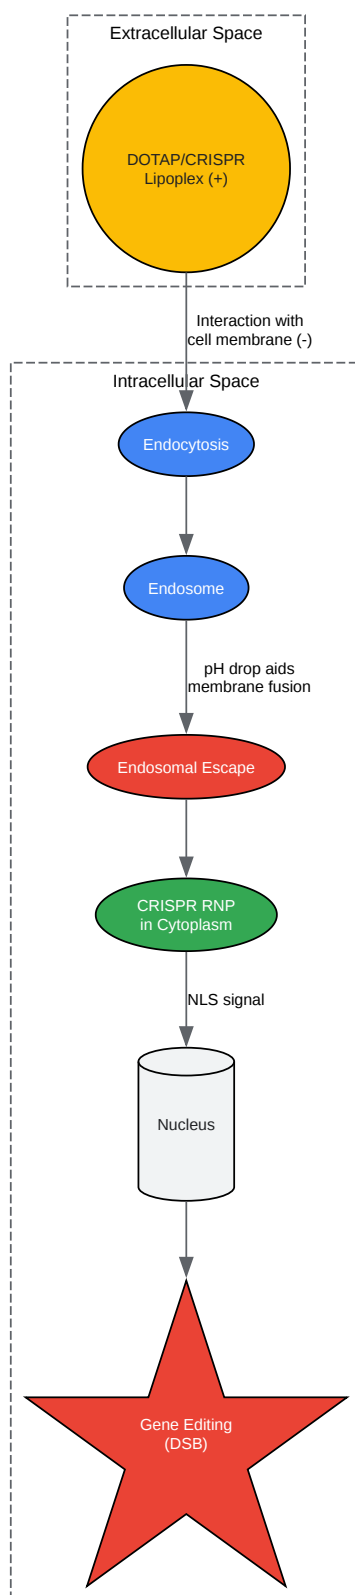 Extracellular Space
DOTAP/CRISPR
Lipoplex (+)
Interaction with
cell membrane (-)
Intracellular Space
Endocytosis
Endosome
pH drop aids
membrane fusion
Endosomal Escape
CRISPR RNP
in Cytoplasm
NLS signal
Nucleus
Gene Editing
(DSB)